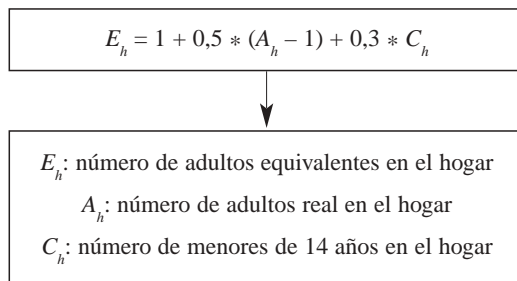 E_h = 1 + 0,5 * (A_h – 1) + 0,3 * C_h
E_h: número de adultos equivalentes en el hogar
A_h: número de adultos real en el hogar
C_h: número de menores de 14 años en el hogar